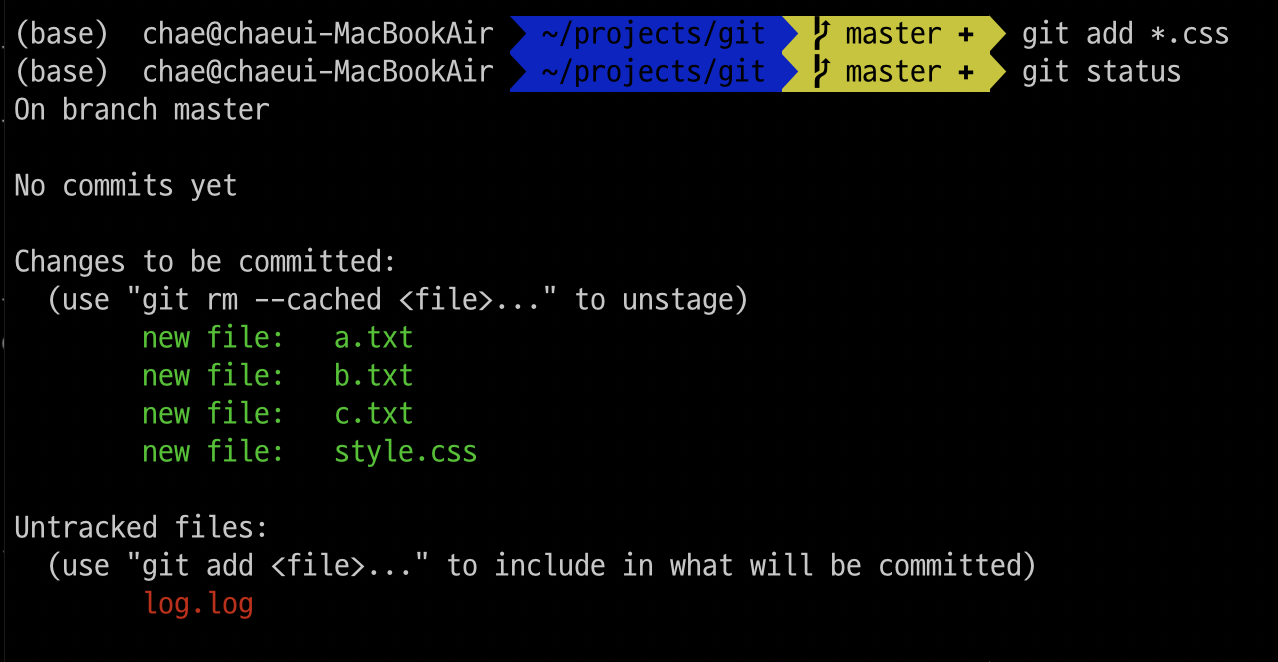 (base) chae@chaeui-MacBookAir ~/projects/git master + git add *.css
(base) chae@chaeui-MacBookAir ~/projects/git master + git status
On branch master
No commits yet
Changes to be committed:
(use "git rm --cached <file>..." to unstage)
new file: a.txt
new file: b.txt
new file: c.txt
new file: style.css
Untracked files:
(use "git add <file>..." to include in what will be committed)
log.log